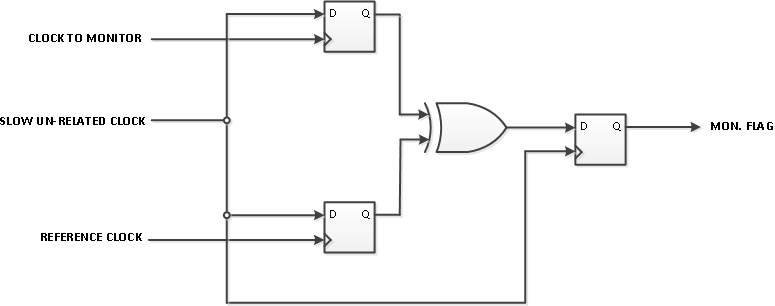 D Q
CLOCK TO MONITOR
SLOW UN-RELATED CLOCK
D Q
MON. FLAG
D Q
REFERENCE CLOCK